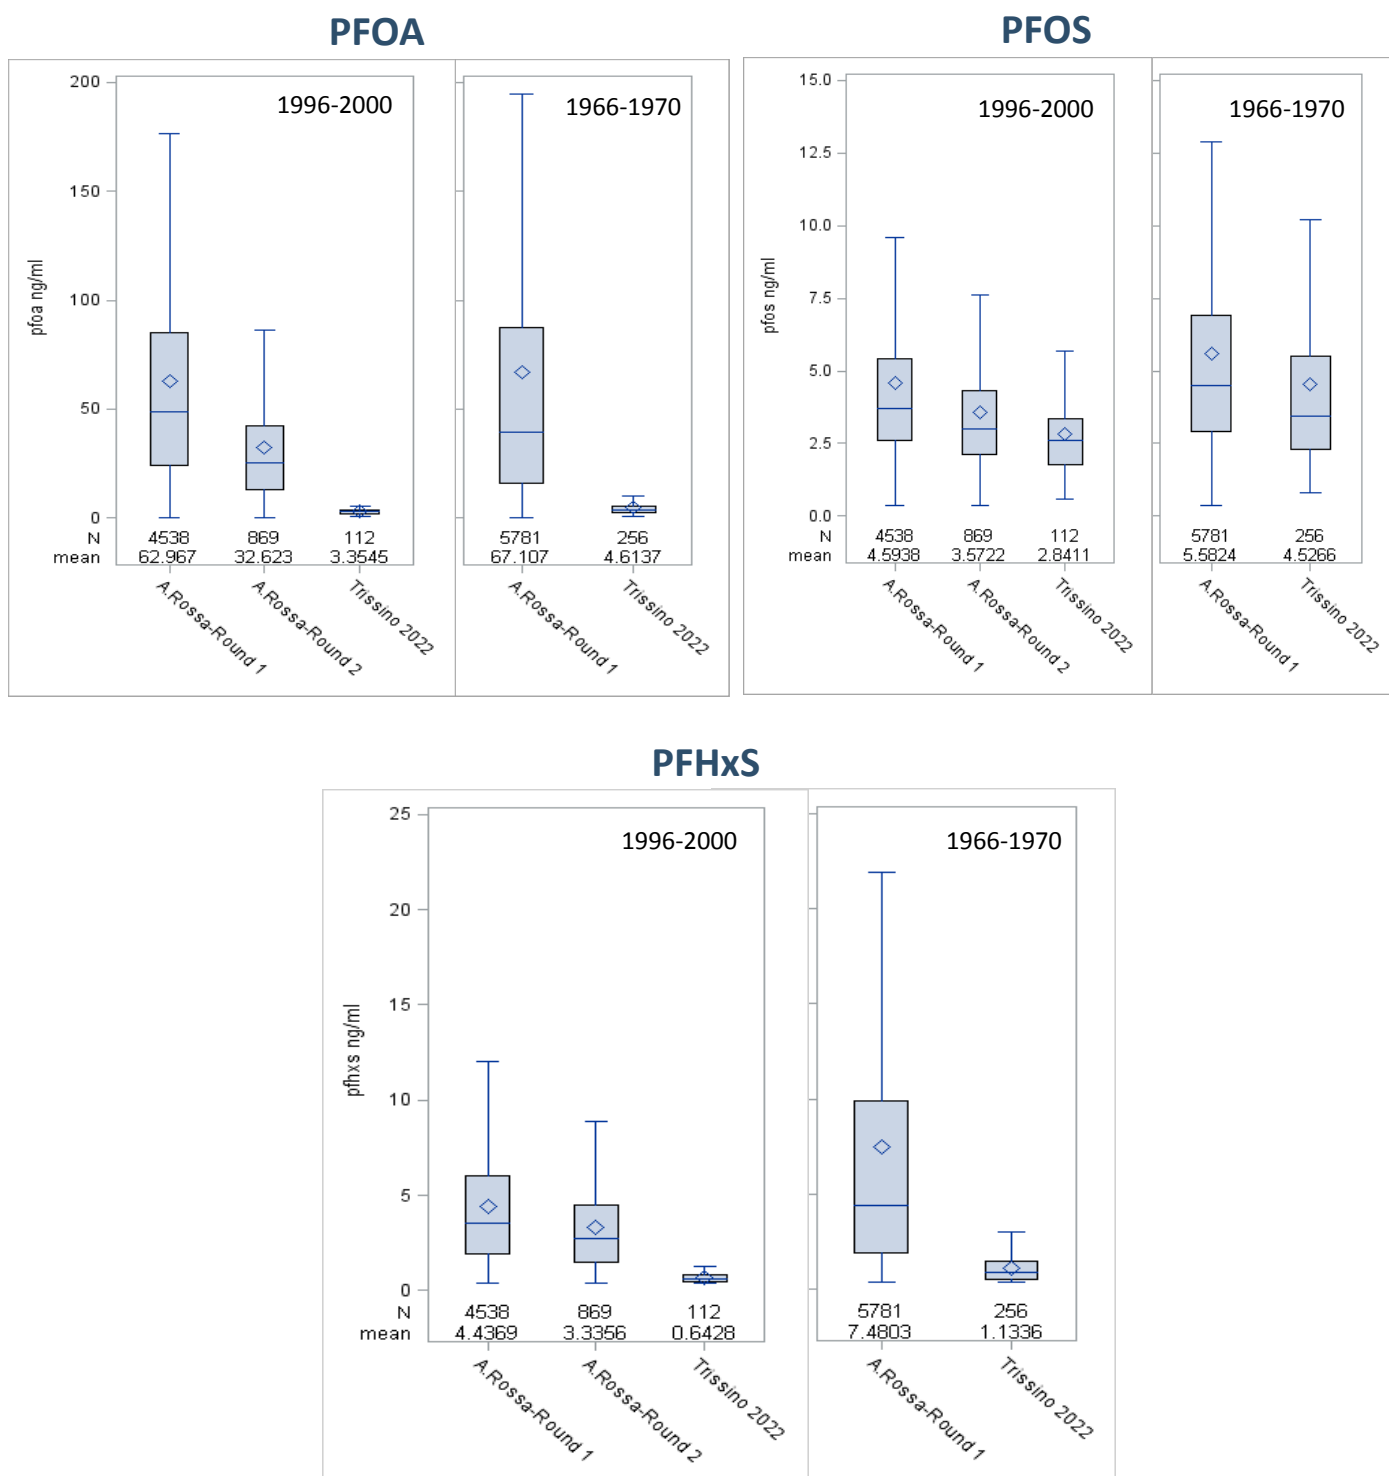 PFOA
1996-2000
1966-1970
200
150
100
50
0
pfoa ng/ml
N 4538 869 112 5781 256
mean 62.967 32.623 3.3545 67.107 4.6137
A.Rossa-Round 1
A.Rossa-Round 2
Trissino 2022
A.Rossa-Round 1
Trissino 2022
PFOS
1996-2000
1966-1970
15.0
12.5
10.0
7.5
5.0
2.5
0.0
pfos ng/ml
N 4538 869 112 5781 256
mean 4.5938 3.5722 2.8411 5.5824 4.5266
A.Rossa-Round 1
A.Rossa-Round 2
Trissino 2022
A.Rossa-Round 1
Trissino 2022
PFHxS
1996-2000
1966-1970
25
20
15
10
5
0
pfhxs ng/ml
N 4538 869 112 5781 256
mean 4.4369 3.3356 0.6428 7.4803 1.1336
A.Rossa-Round 1
A.Rossa-Round 2
Trissino 2022
A.Rossa-Round 1
Trissino 2022